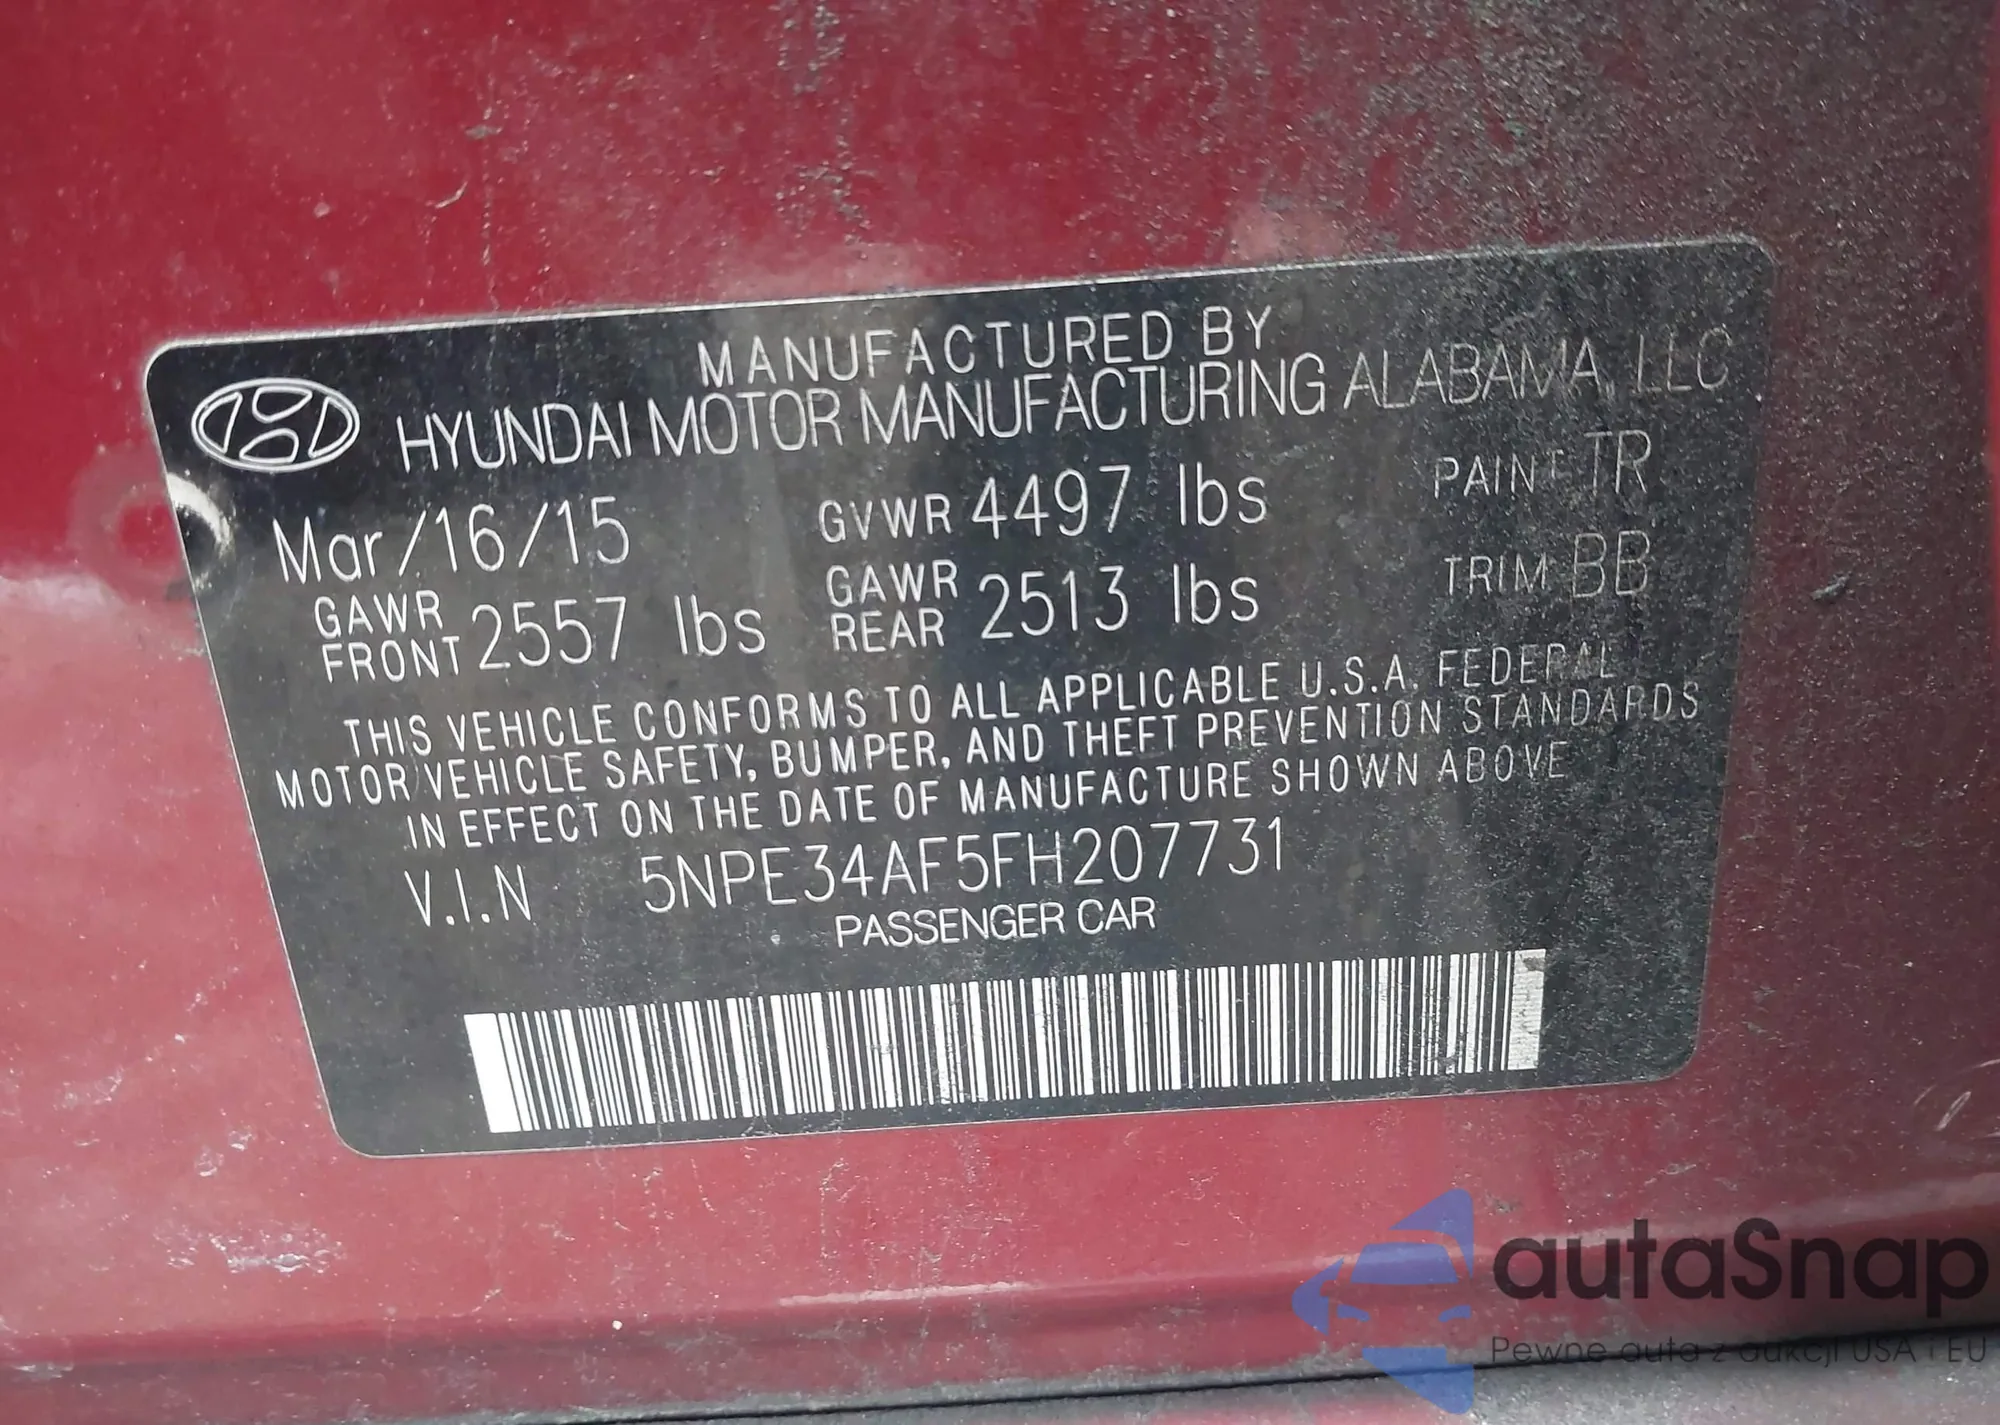 MANUFACTURED BY
HYUNDAI MOTOR MANUFACTURING ALABAMA, LLC
Mar/16/15 GVWR 4497 lbs PAINT TR
GAWR FRONT 2557 lbs GAWR REAR 2513 lbs TRIM BB
THIS VEHICLE CONFORMS TO ALL APPLICABLE U.S.A. FEDERAL
MOTOR VEHICLE SAFETY, BUMPER, AND THEFT PREVENTION STANDARDS
IN EFFECT ON THE DATE OF MANUFACTURE SHOWN ABOVE
V.I.N 5NPE34AF5FH207731
PASSENGER CAR
autaSnap
Pewne auta z aukcji USA i EU